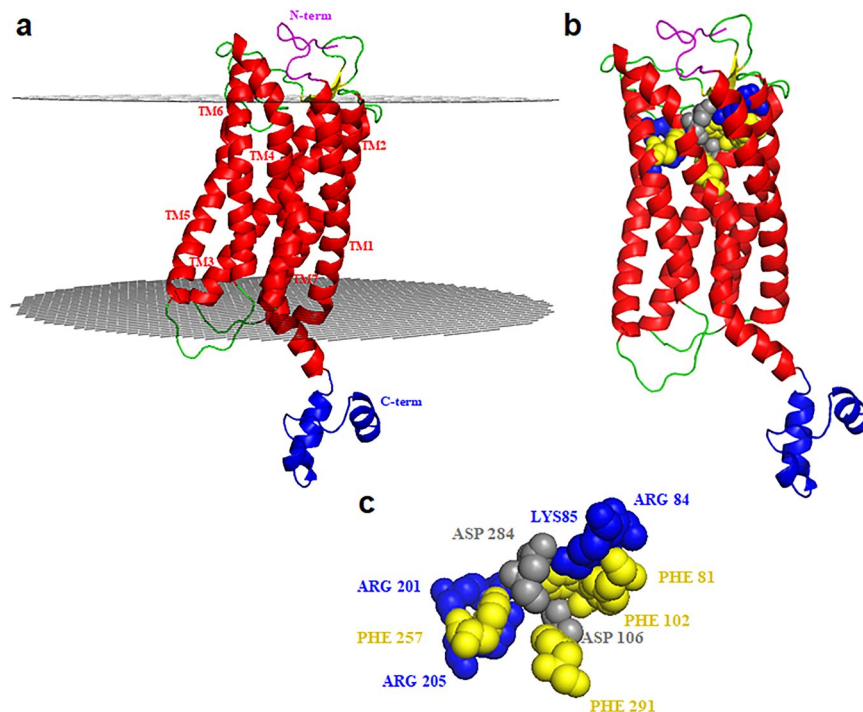 a
N-term
TM6
TM4
TM2
TM5
TM1
TM3
TM7
C-term
b
c
ARG 84
LYS85
ASP 284
PHE 81
ARG 201
PHE 102
PHE 257
ASP 106
ARG 205
PHE 291